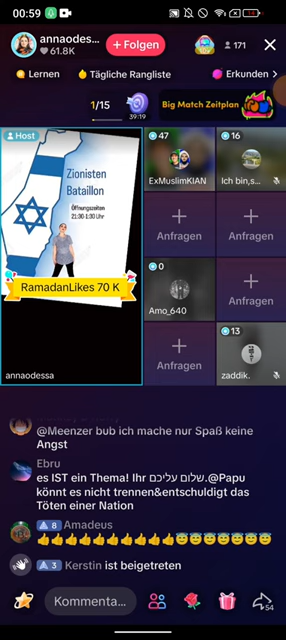 00:59
annaodes...
61.8K
+ Folgen
171
Lernen
Tägliche Rangliste
Erkunden >
1/15
39:19
Big Match Zeitplan
Host
47
16
Zionisten
Bataillon
Öffnungszeiten
21:30-1:30 Uhr
ExMuslimKIAN
Ich bin,s...
Anfragen
Anfragen
RamadanLikes 70 K
0
Amo_640
Anfragen
13
annaodessa
Anfragen
zaddik.
@Meenzer bub ich mache nur Spaß keine
Angst
Ebru
es IST ein Thema! Ihr שלום עליכם.@Papu
könnt es nicht trennen&entschuldigt das
Töten einer Nation
8 Amadeus
👍👍👍👍👍👍👍👍👍👍😇😇😇😇😇😇😇
3 Kerstin ist beigetreten
Kommenta...
54